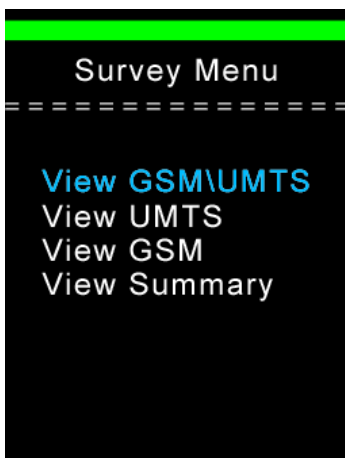 Survey Menu
= = = = = = = = = = = = = = = = =
View GSM\UMTS
View UMTS
View GSM
View Summary